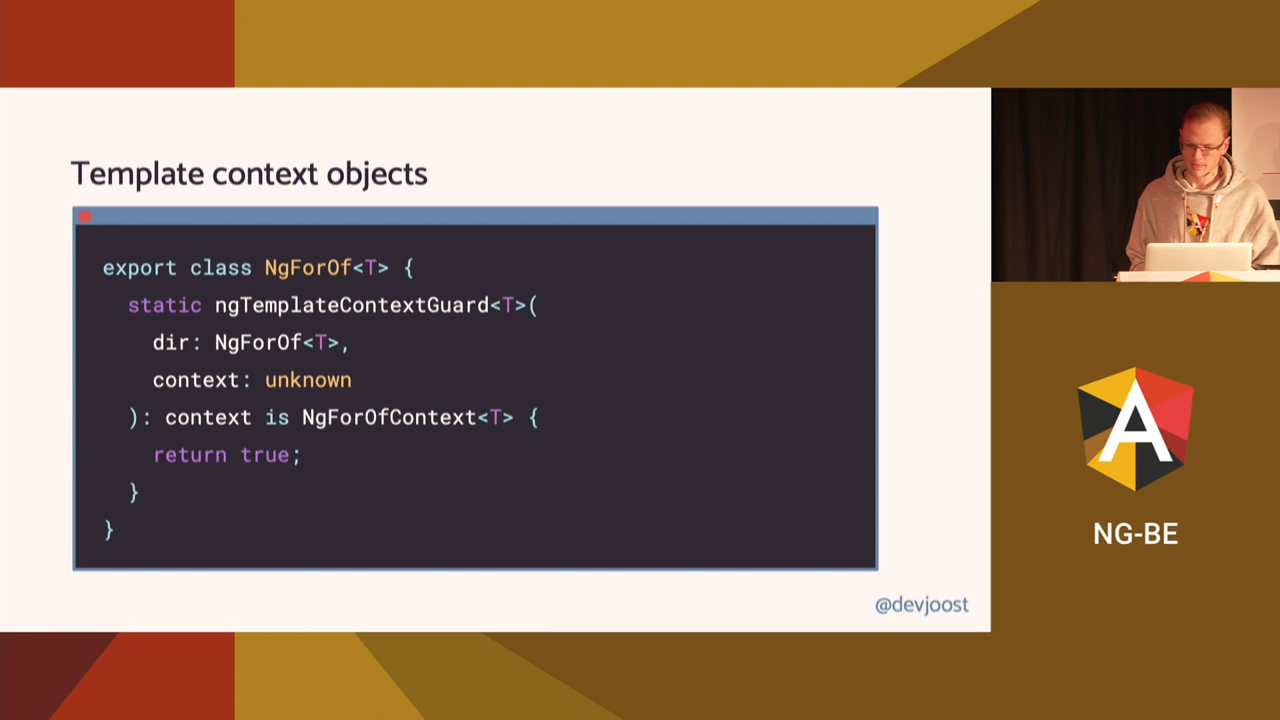 Template context objects
export class NgForOf<T> {
static ngTemplateContextGuard<T>(
dir: NgForOf<T>,
context: unknown
): context is NgForOfContext<T> {
return true;
}
}
@devjoost
A
NG-BE